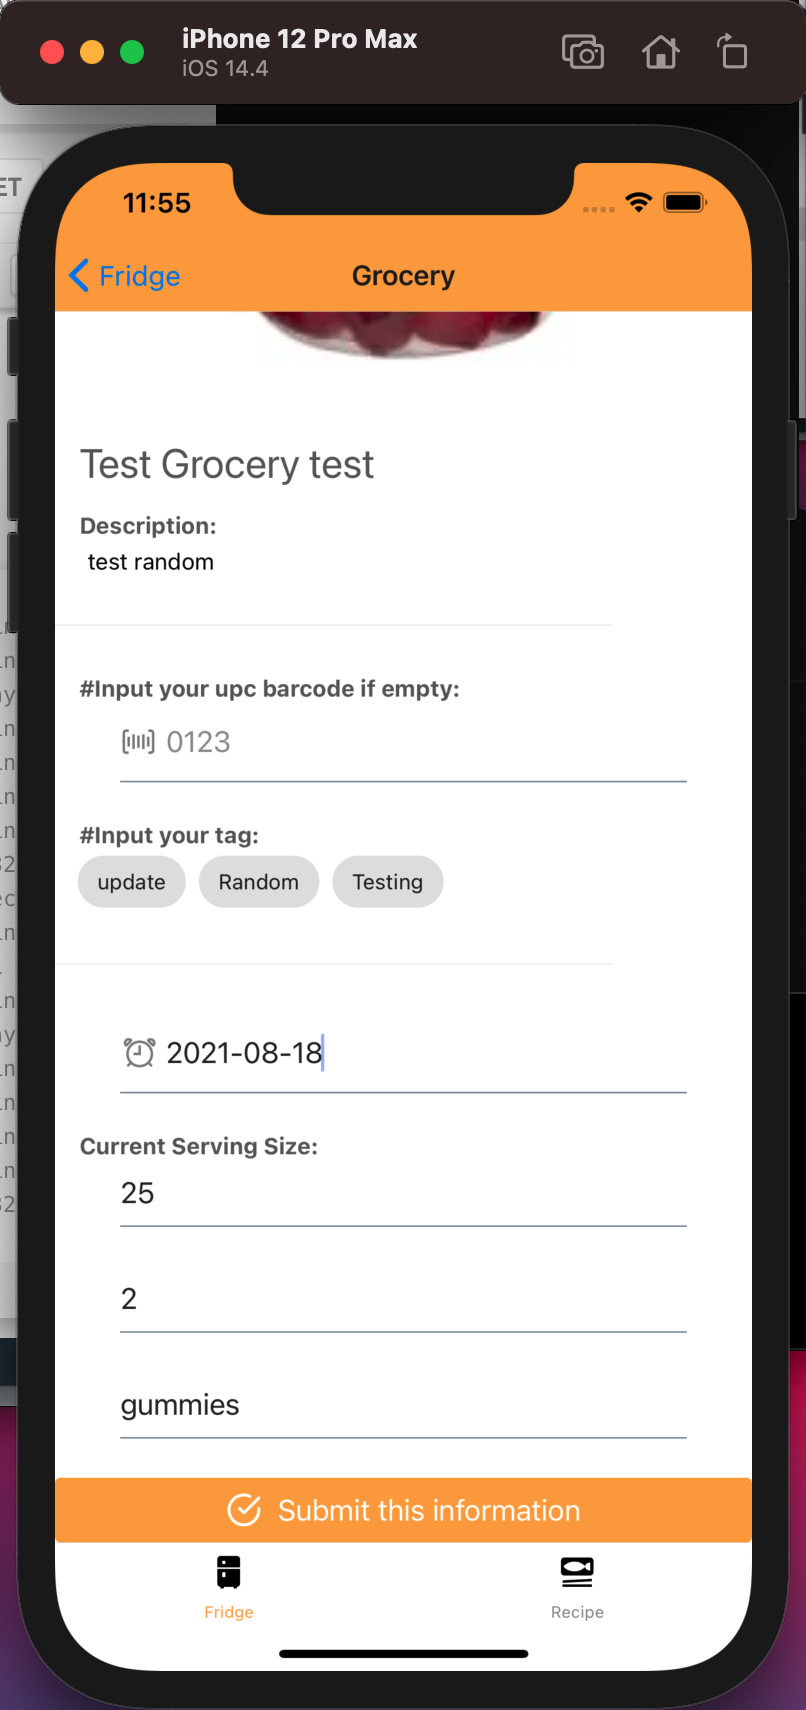 iPhone 12 Pro Max
iOS 14.4
ET
11:55
Fridge
Grocery
Test Grocery test
Description:
test random
#Input your upc barcode if empty:
0123
#Input your tag:
update Random Testing
2021-08-18
Current Serving Size:
25
2
gummies
Submit this information
Fridge Recipe